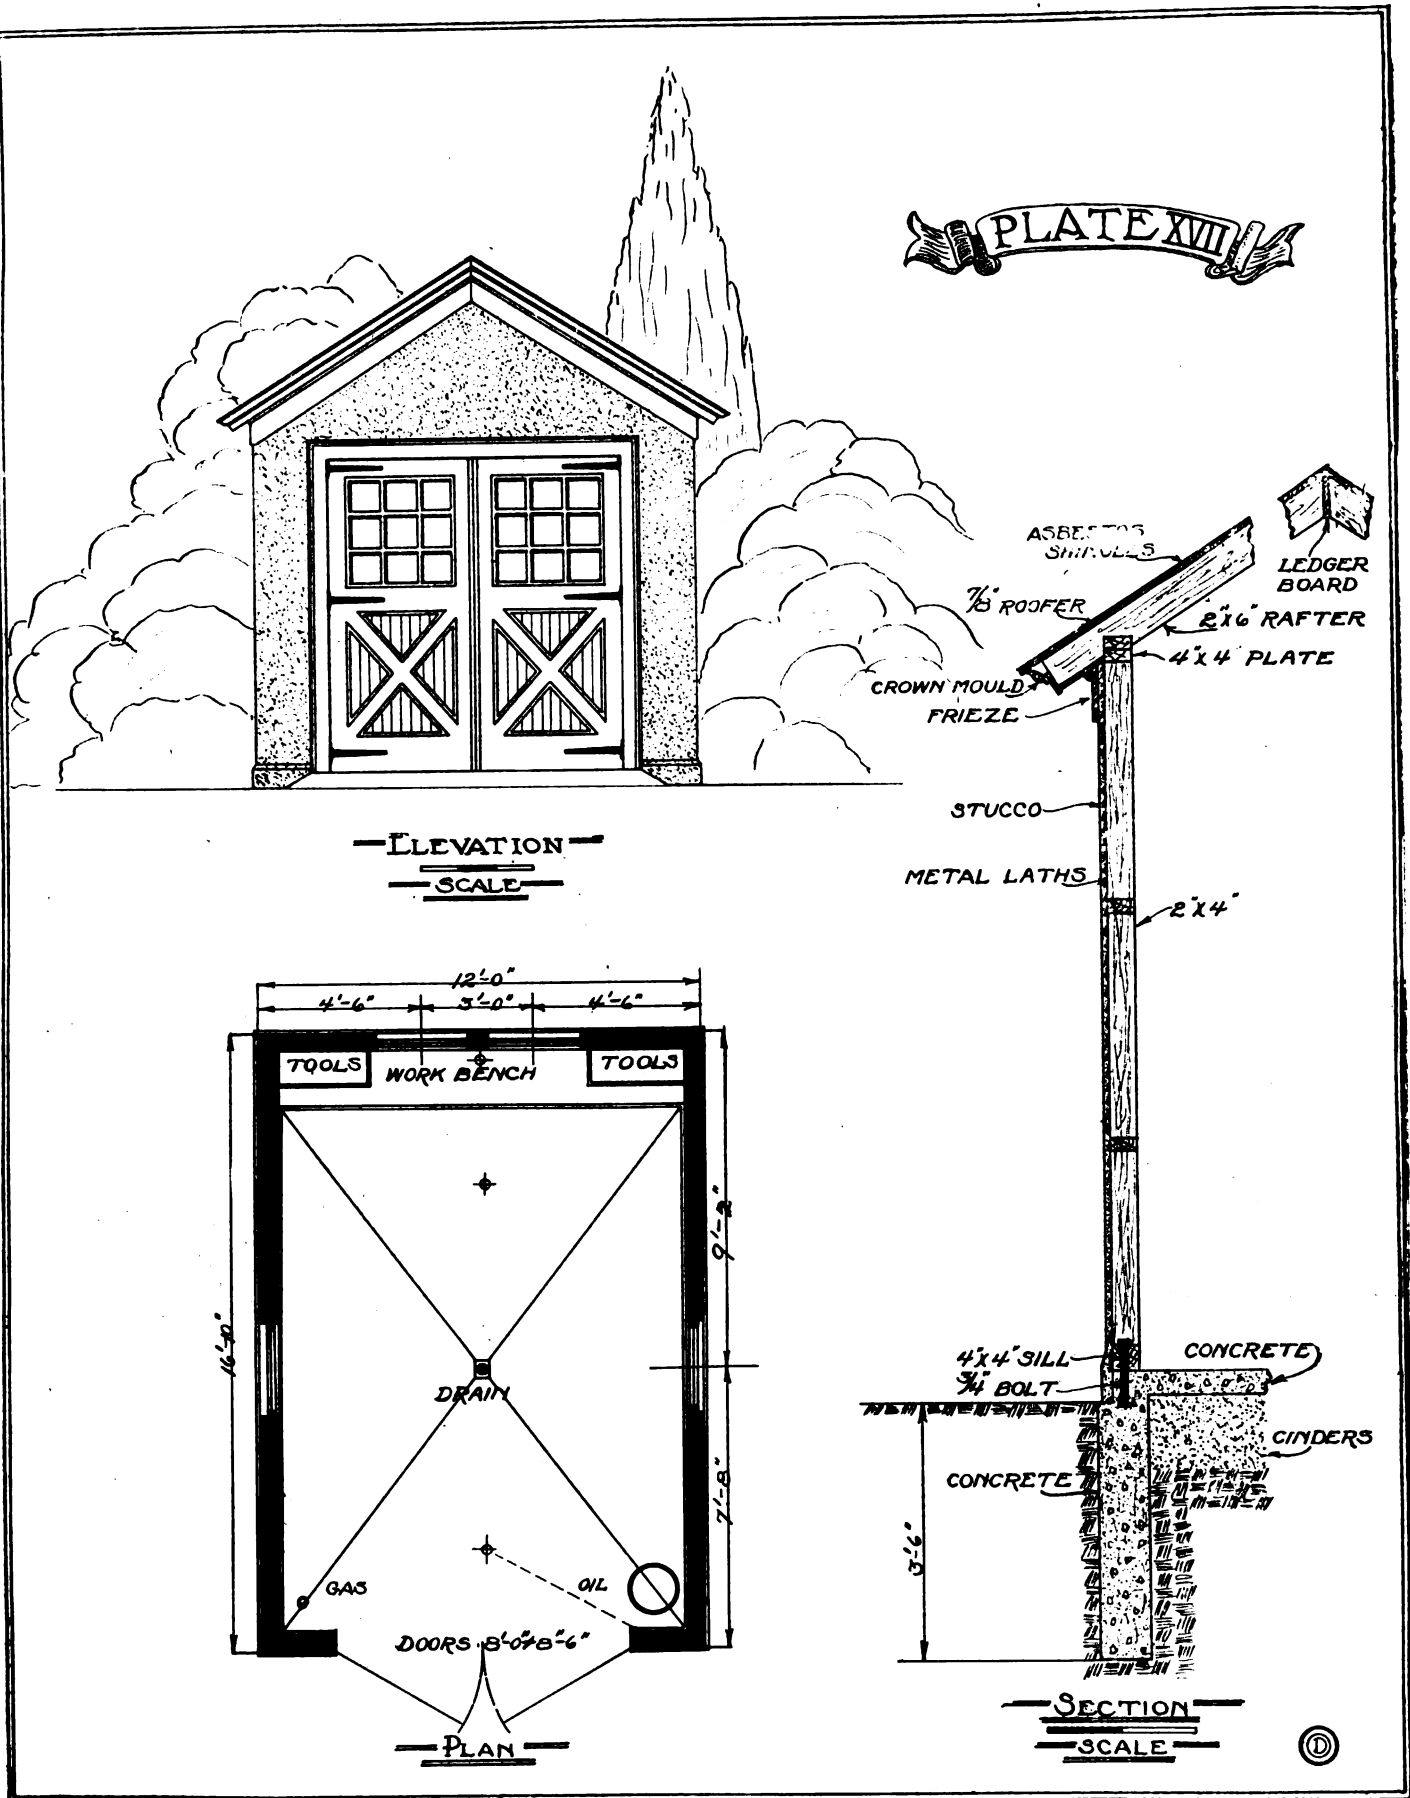 PLATE XVII
ASBESTOS
SHINGLES
7/8" ROOFER
LEDGER
BOARD
2"X6" RAFTER
4"X4" PLATE
CROWN MOULD
FRIEZE
STUCCO
METAL LATHS
2"X4"
4"X4" SILL
3/4" BOLT
CONCRETE
CINDERS
CONCRETE
3'-6"
SECTION
SCALE
D
ELEVATION
SCALE
12'-0"
4'-6" 3'-0" 4'-6"
TOOLS WORK BENCH TOOLS
9'-2"
DRAIN
7'-8"
GAS OIL
DOORS 8'-0"x8'-6"
PLAN